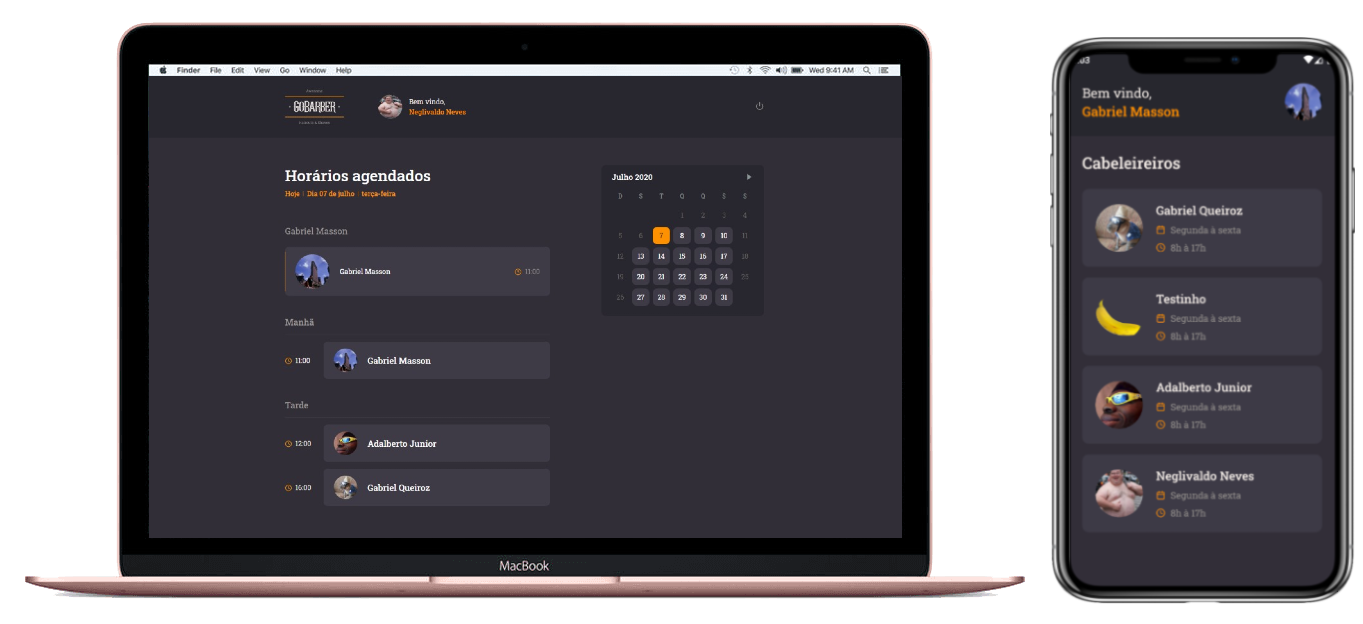 Finder File Edit View Go Window Help
Wed 9:41 AM
GOBARBER
Bem vindo,
Neglivaldo Neves
Horários agendados
Hoje | Dia 07 de julho | terça-feira
Gabriel Masson
Gabriel Masson
11:00
Manhã
11:00
Gabriel Masson
Tarde
12:00
Adalberto Junior
16:00
Gabriel Queiroz
Julho 2020
D S T Q Q S S
1 2 3 4
5 6 7 8 9 10 11
12 13 14 15 16 17 18
19 20 21 22 23 24 25
26 27 28 29 30 31
MacBook
Bem vindo,
Gabriel Masson
Cabeleireiros
Gabriel Queiroz
Segunda à sexta
8h à 17h
Testinho
Segunda à sexta
8h à 17h
Adalberto Junior
Segunda à sexta
8h à 17h
Neglivaldo Neves
Segunda à sexta
8h à 17h